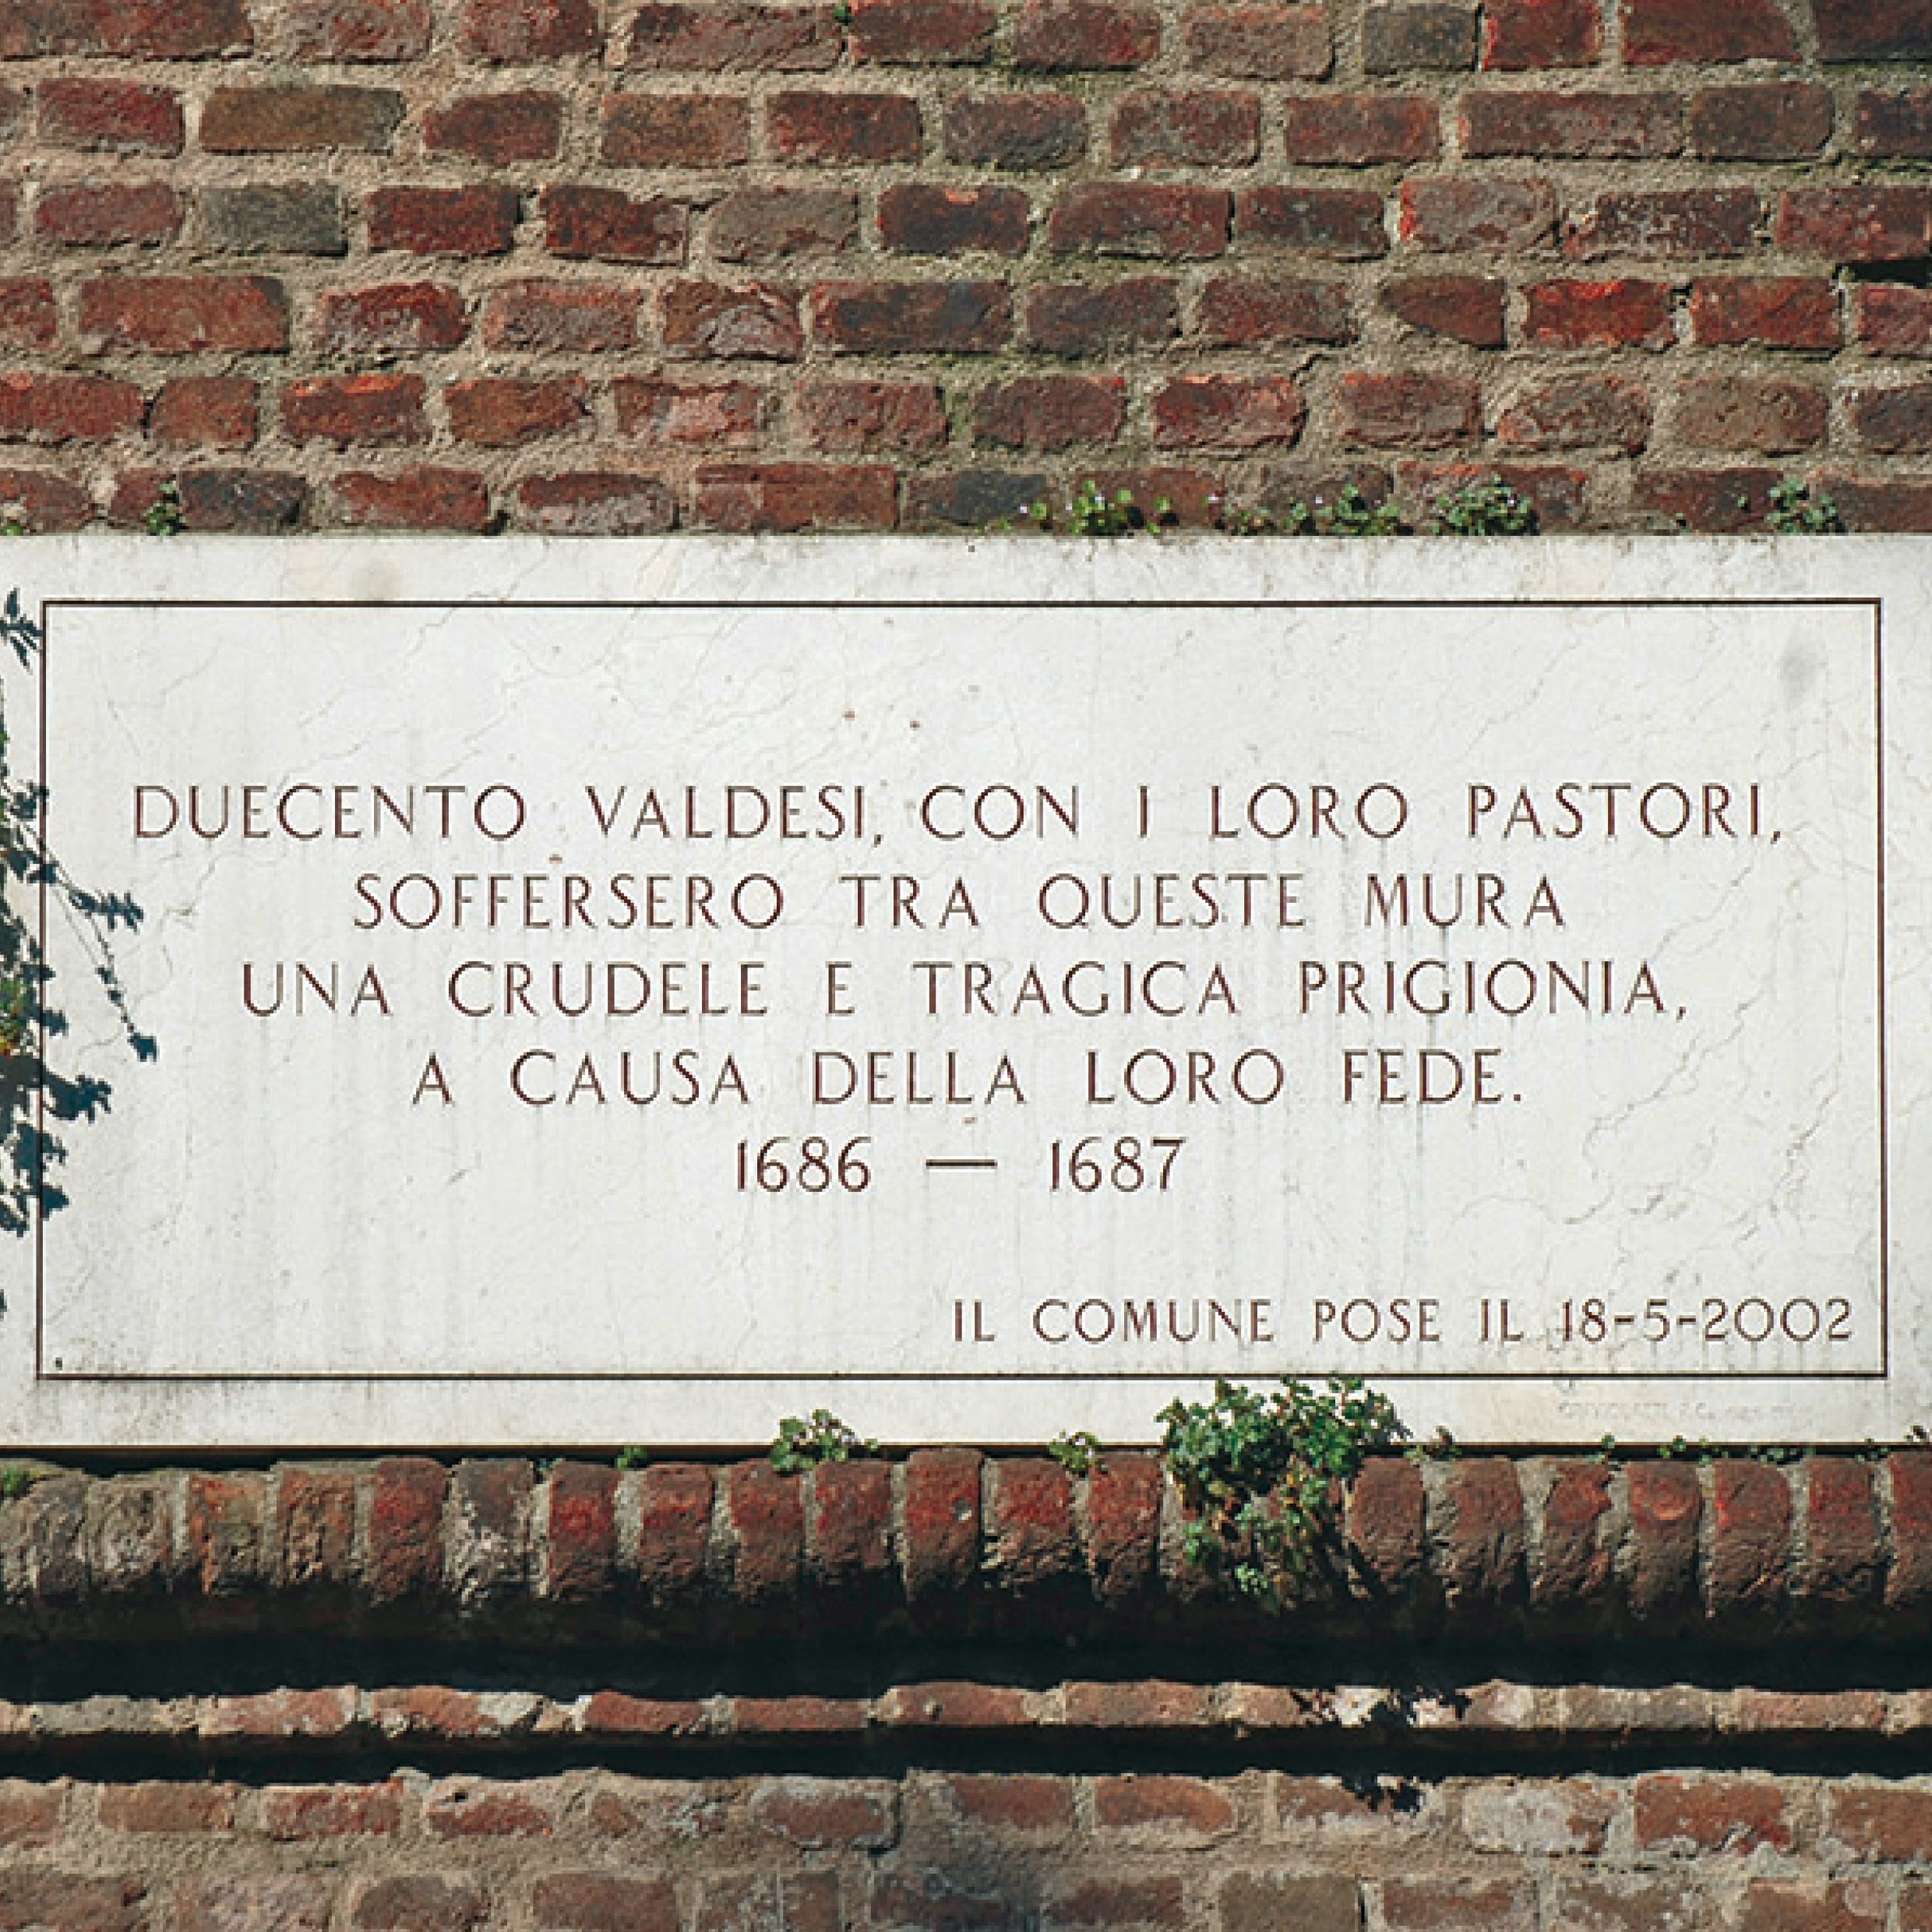 DUECENTO VALDESI, CON I LORO PASTORI,
SOFFERSERO TRA QUESTE MURA
UNA CRUDELE E TRAGICA PRIGIONIA,
A CAUSA DELLA LORO FEDE.
1686 — 1687
IL COMUNE POSE IL 18-5-2002